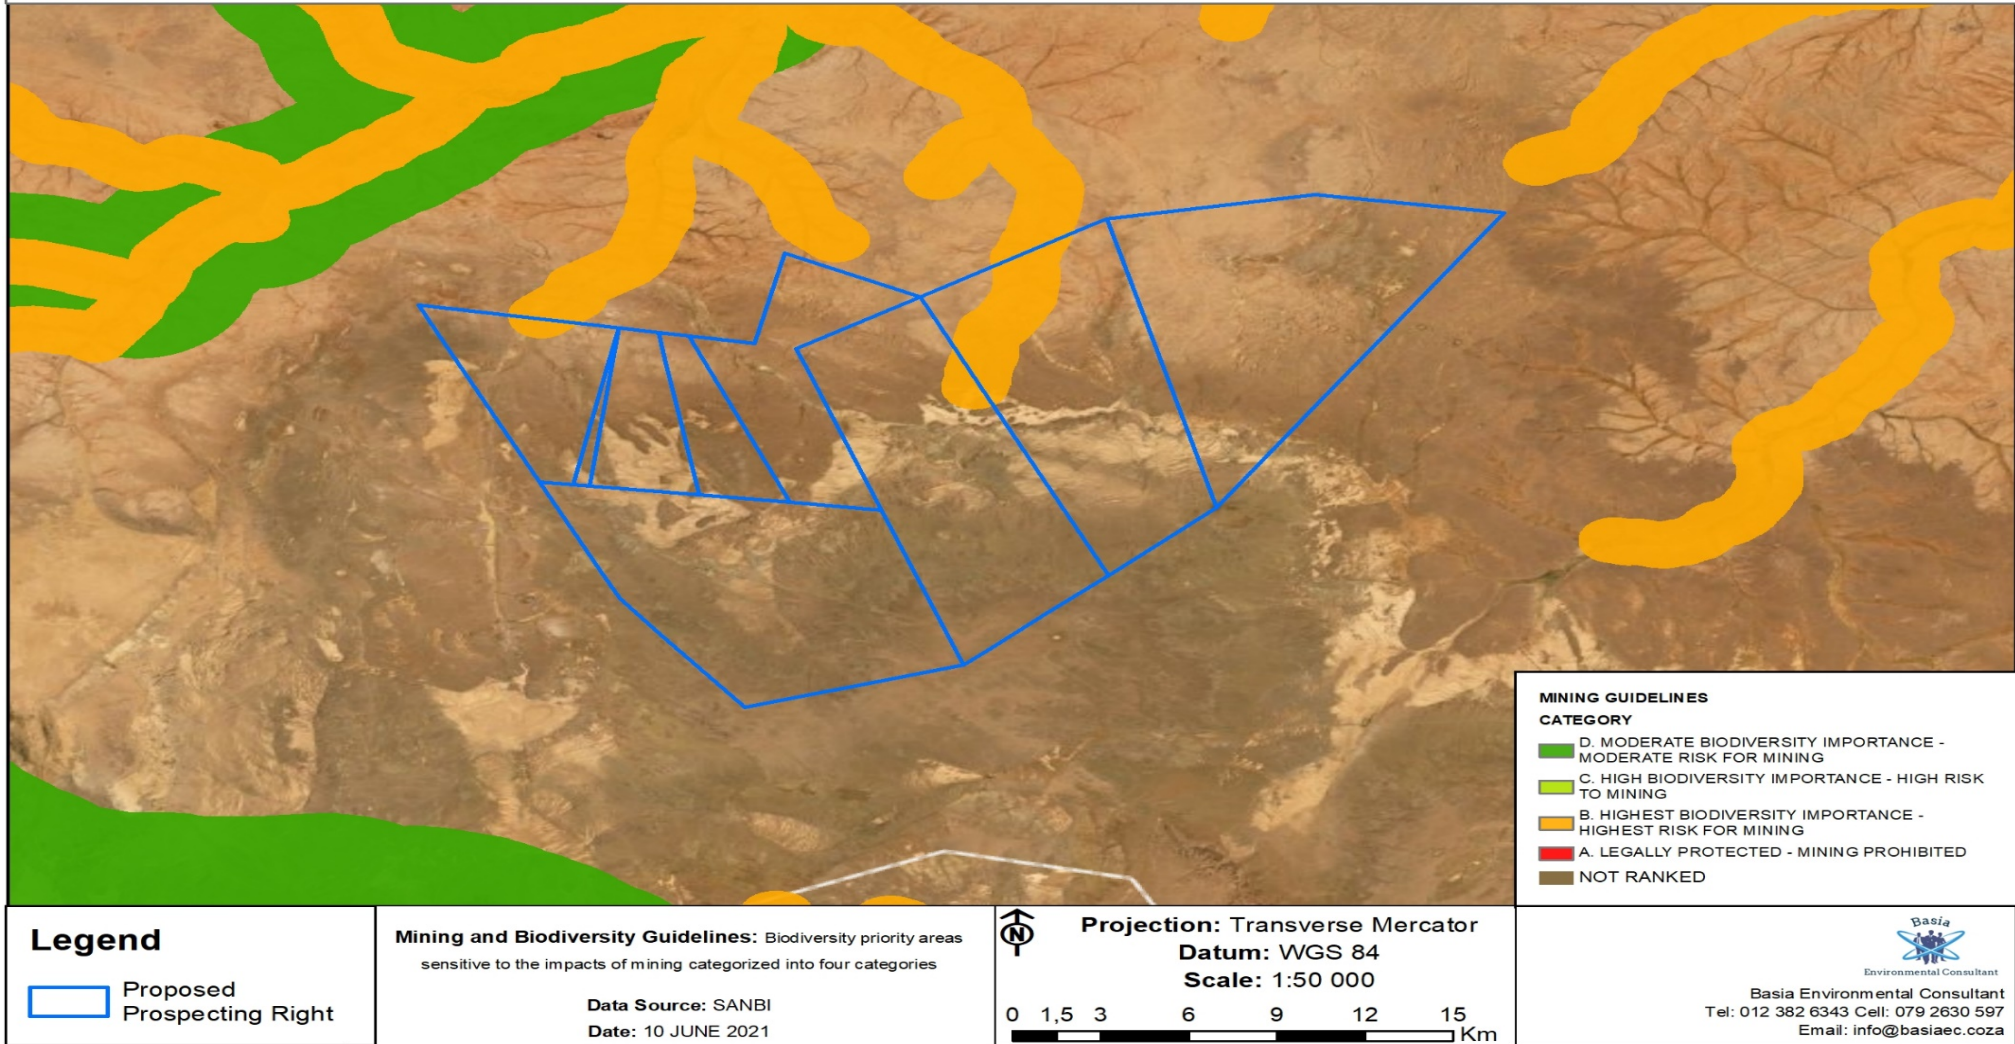 MINING GUIDELINES
CATEGORY
D. MODERATE BIODIVERSITY IMPORTANCE -
MODERATE RISK FOR MINING
C. HIGH BIODIVERSITY IMPORTANCE - HIGH RISK
TO MINING
B. HIGHEST BIODIVERSITY IMPORTANCE -
HIGHEST RISK FOR MINING
A. LEGALLY PROTECTED - MINING PROHIBITED
NOT RANKED
Legend
Proposed
Prospecting Right
Mining and Biodiversity Guidelines: Biodiversity priority areas
sensitive to the impacts of mining categorized into four categories
Data Source: SANBI
Date: 10 JUNE 2021
N
Projection: Transverse Mercator
Datum: WGS 84
Scale: 1:50 000
0 1,5 3 6 9 12 15
Km
Basia
Environmental Consultant
Basia Environmental Consultant
Tel: 012 382 6343 Cell: 079 2630 597
Email: info@basiaec.coza